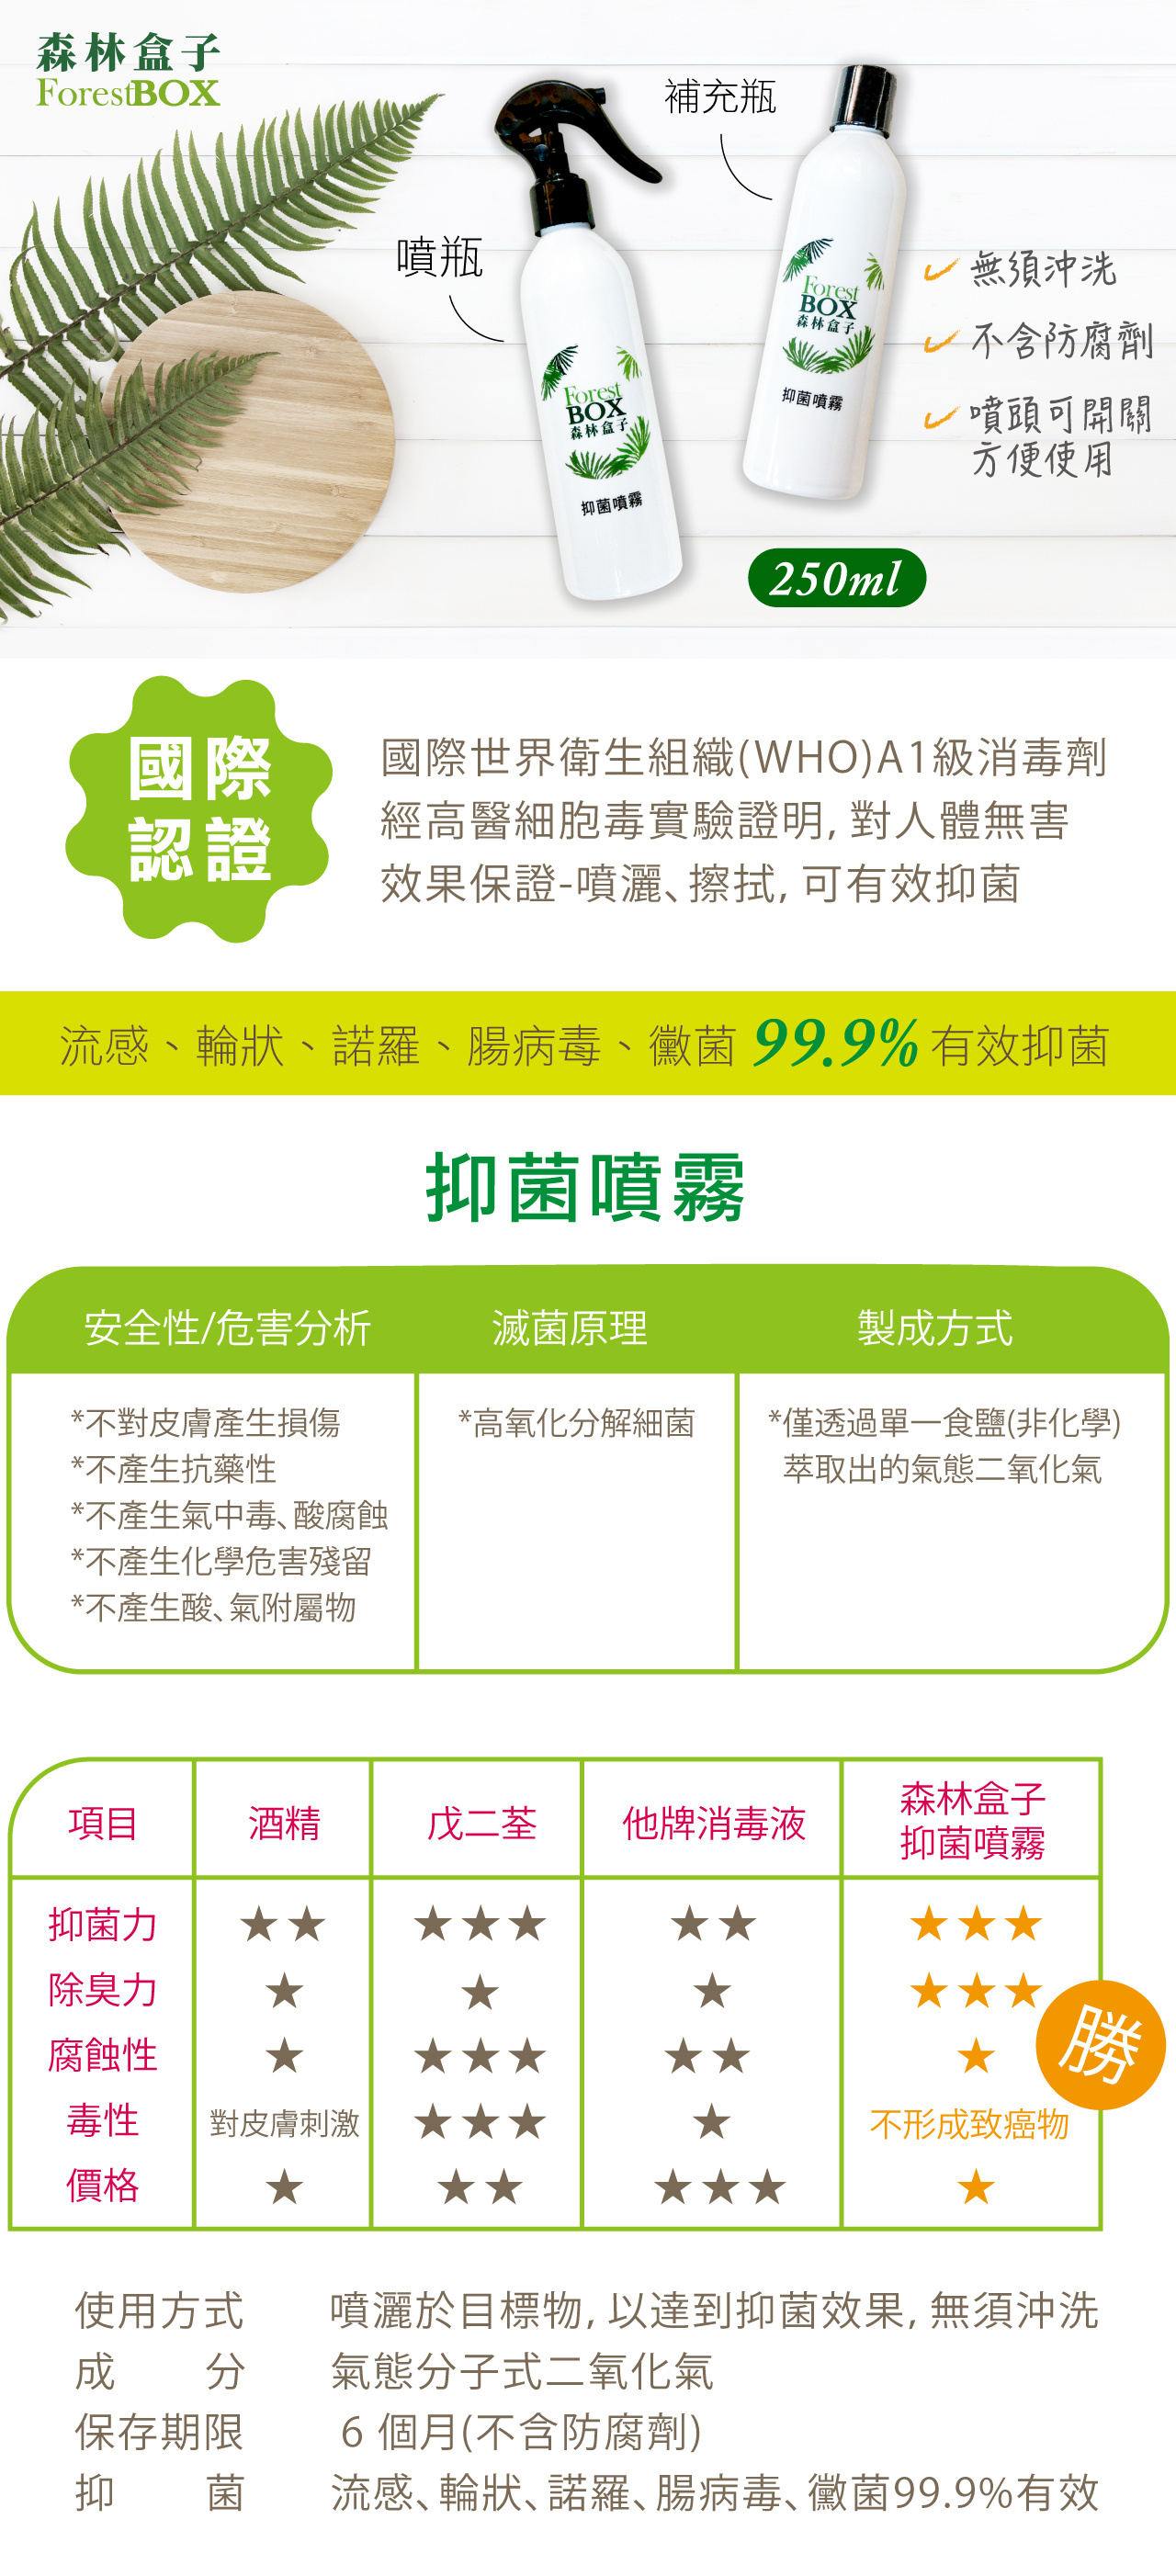 森林盒子
ForestBOX
補充瓶
噴瓶
Forest
BOX
森林盒子
抑菌噴霧
Forest
BOX
森林盒子
抑菌噴霧
無須沖洗
不含防腐劑
噴頭可開關
方便使用
250ml
國際
認證
國際世界衛生組織(WHO)A1級消毒劑
經高醫細胞毒實驗證明, 對人體無害
效果保證-噴灑、擦拭, 可有效抑菌
流感、輪狀、諾羅、腸病毒、黴菌 99.9% 有效抑菌
抑菌噴霧
安全性/危害分析 滅菌原理 製成方式
*不對皮膚產生損傷 *高氧化分解細菌 *僅透過單一食鹽(非化學)
*不產生抗藥性 萃取出的氣態二氧化氣
*不產生氣中毒、酸腐蝕
*不產生化學危害殘留
*不產生酸、氣附屬物
項目 酒精 戊二荃 他牌消毒液 森林盒子
抑菌噴霧
抑菌力 ★★ ★★★ ★★ ★★★
除臭力 ★ ★ ★ ★★★
腐蝕性 ★ ★★★ ★★ ★
勝
毒性 對皮膚刺激 ★★★ ★ 不形成致癌物
價格 ★ ★★ ★★★ ★
使用方式 噴灑於目標物, 以達到抑菌效果, 無須沖洗
成 分 氣態分子式二氧化氣
保存期限 6 個月(不含防腐劑)
抑 菌 流感、輪狀、諾羅、腸病毒、黴菌99.9%有效